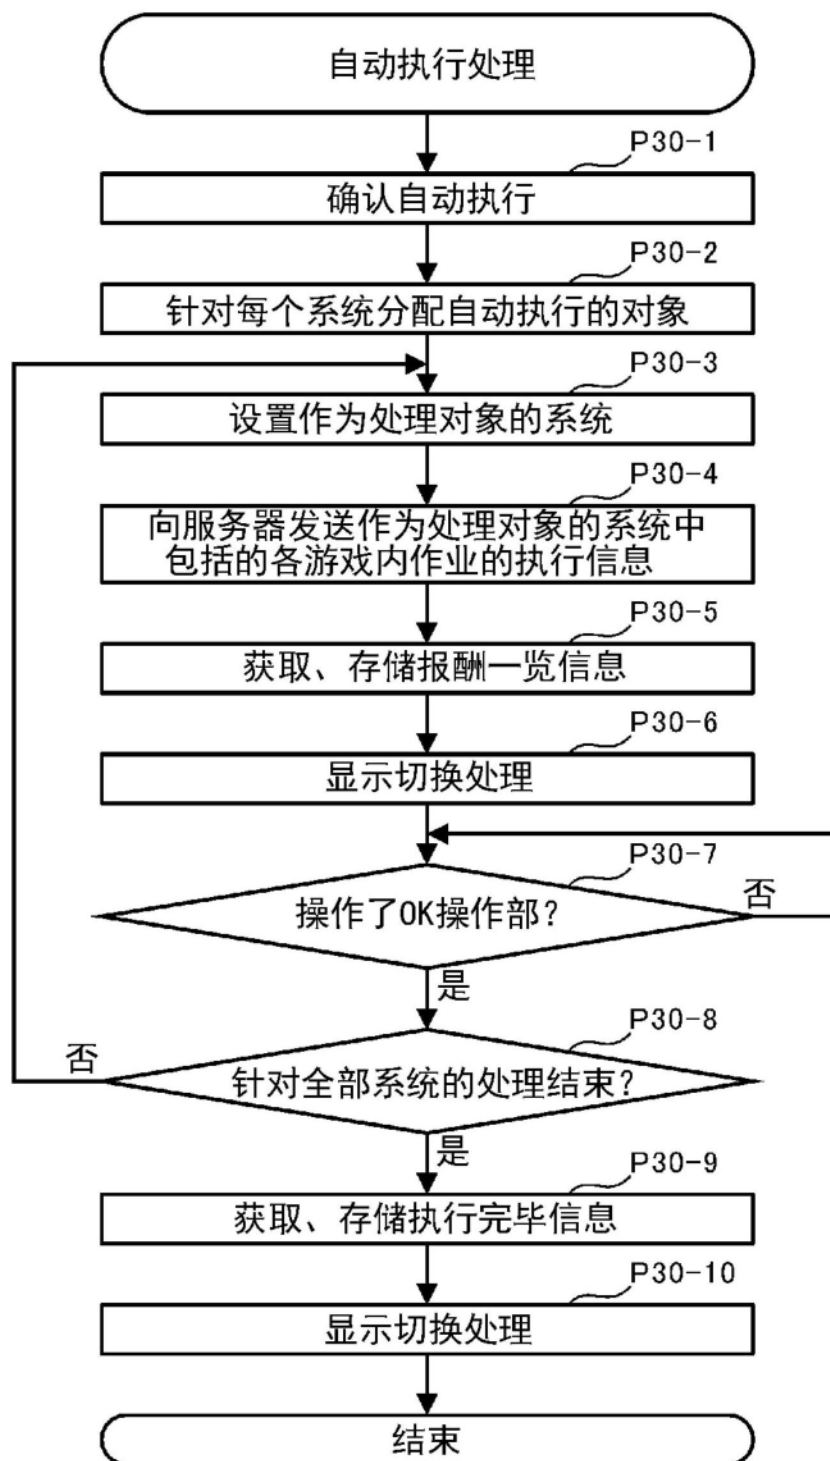 自动执行处理
P30-1
确认自动执行
P30-2
针对每个系统分配自动执行的对象
P30-3
设置作为处理对象的系统
P30-4
向服务器发送作为处理对象的系统中
包括的各游戏内作业的执行信息
P30-5
获取、存储报酬一览信息
P30-6
显示切换处理
P30-7
操作了OK操作部?
否
是
P30-8
否
针对全部系统的处理结束?
是
P30-9
获取、存储执行完毕信息
P30-10
显示切换处理
结束